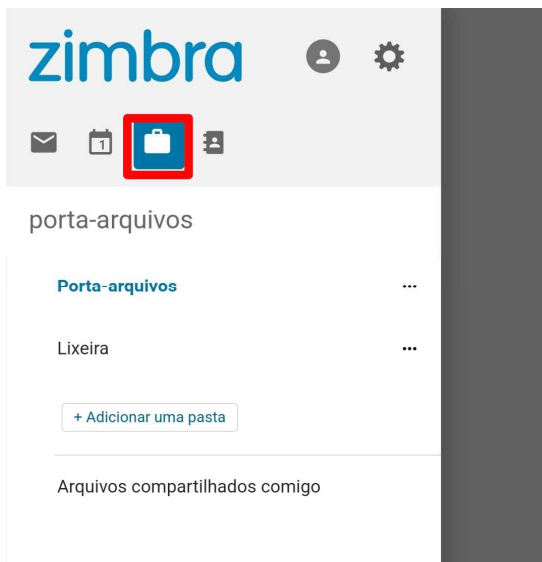 zimbra
1
porta-arquivos
Porta-arquivos
Lixeira
+ Adicionar uma pasta
Arquivos compartilhados comigo